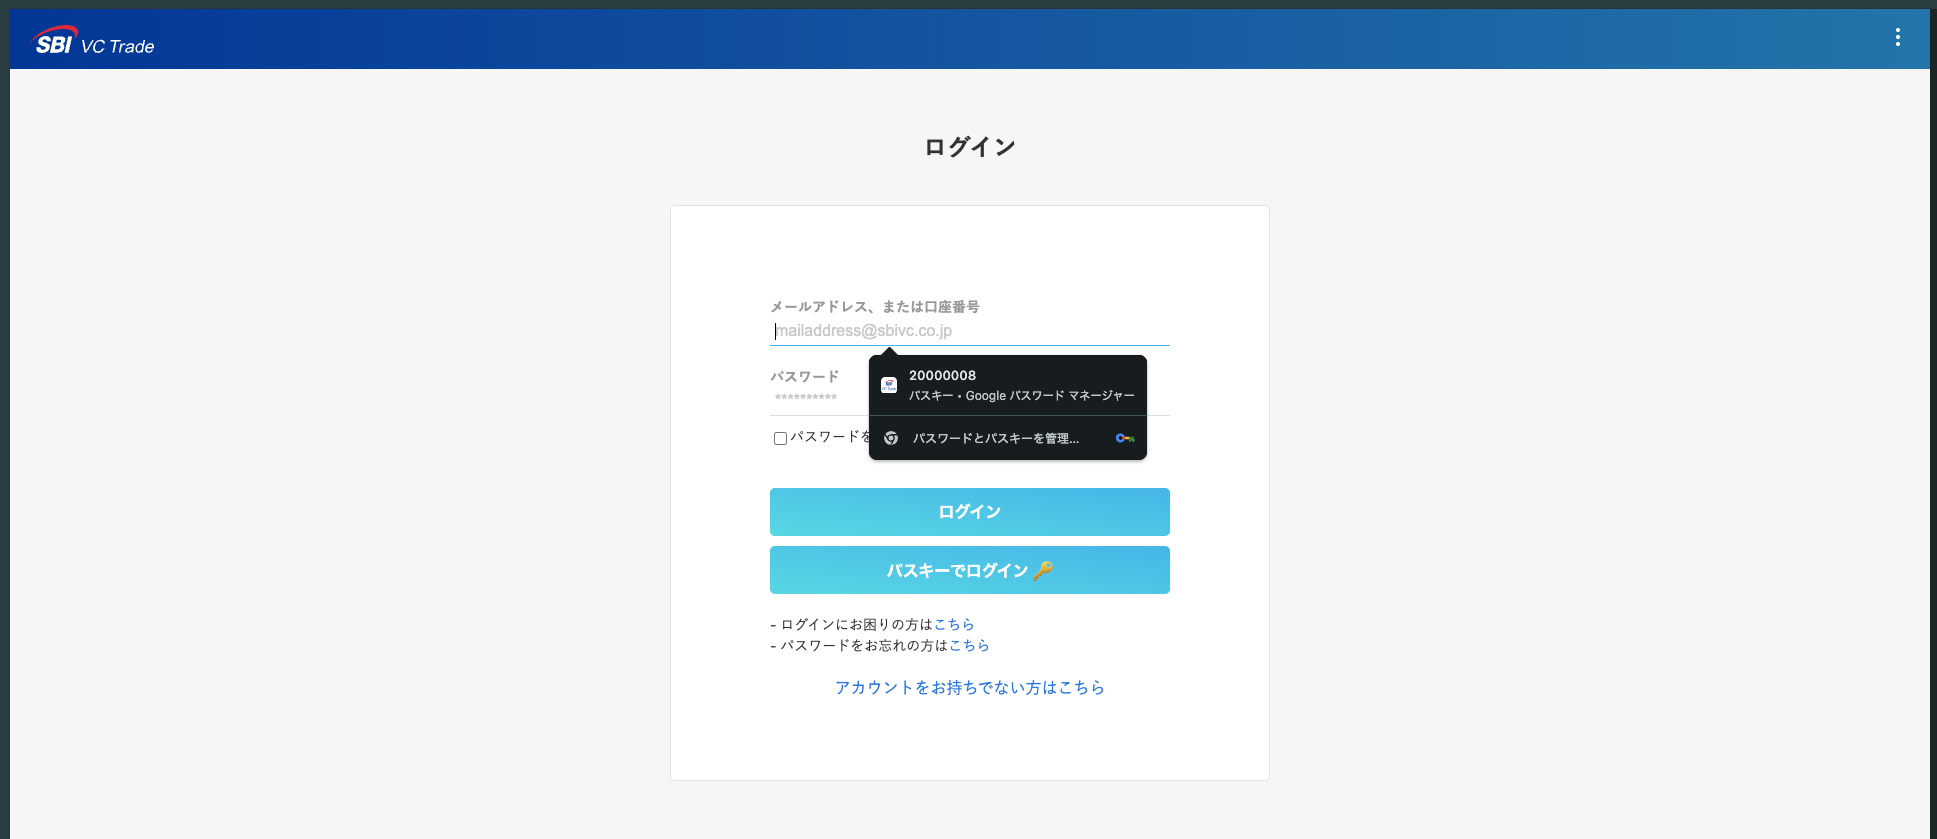 SBI VC Trade
ログイン
メールアドレス、または口座番号
mailaddress@sbivc.co.jp
パスワード
**********
20000008
パスキー • Google パスワード マネージャー
パスワードを
パスワードとパスキーを管理...
ログイン
パスキーでログイン 🔑
- ログインにお困りの方はこちら
- パスワードをお忘れの方はこちら
アカウントをお持ちでない方はこちら